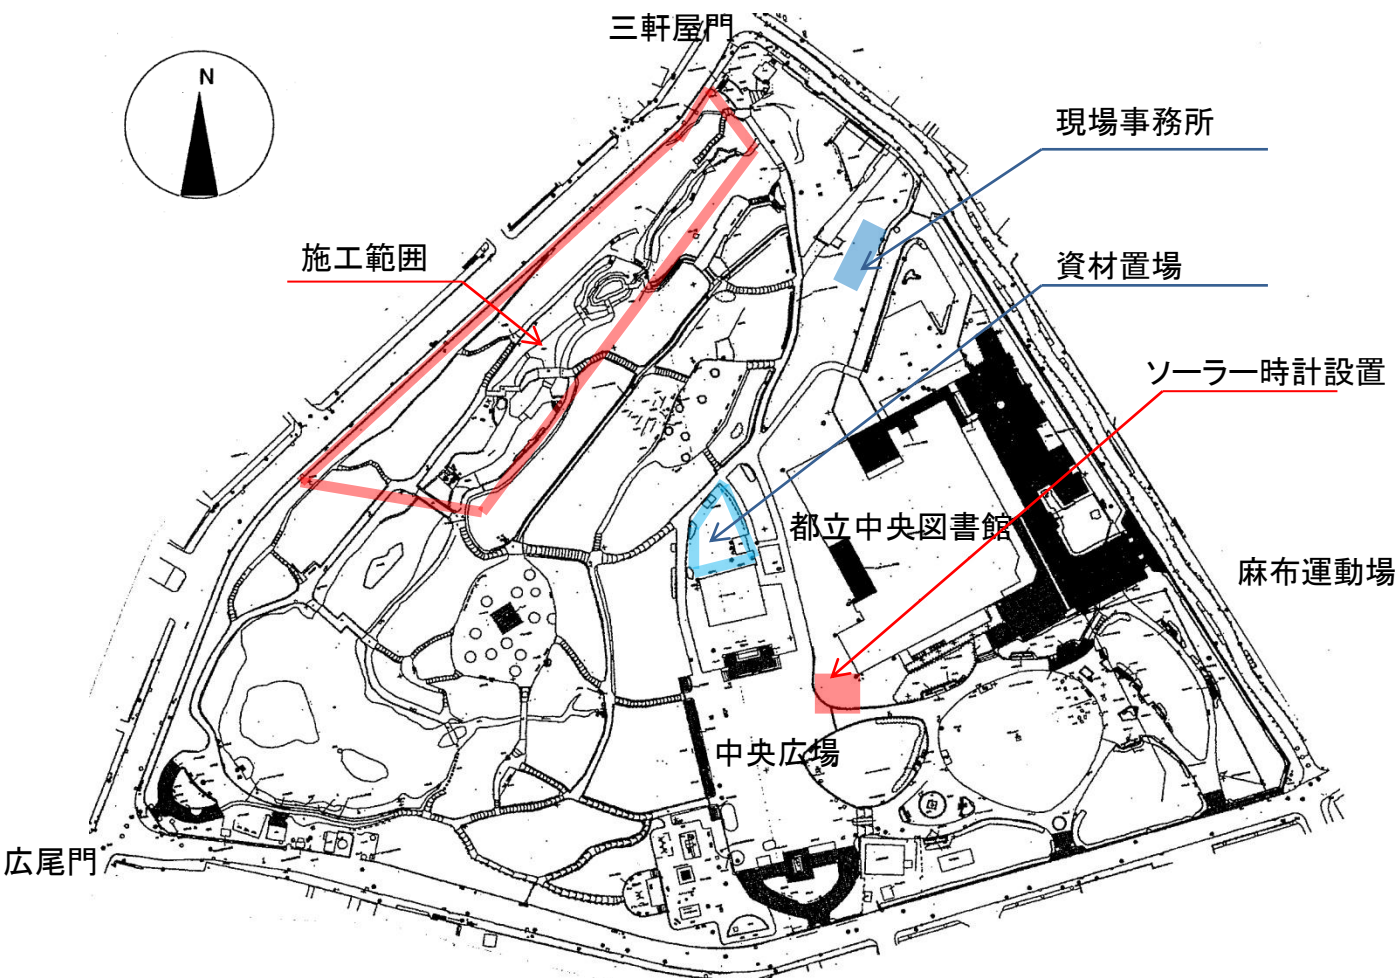 三軒屋門
N
現場事務所
施工範囲
資材置場
ソーラー時計設置
都立中央図書館
麻布運動場
中央広場
広尾門